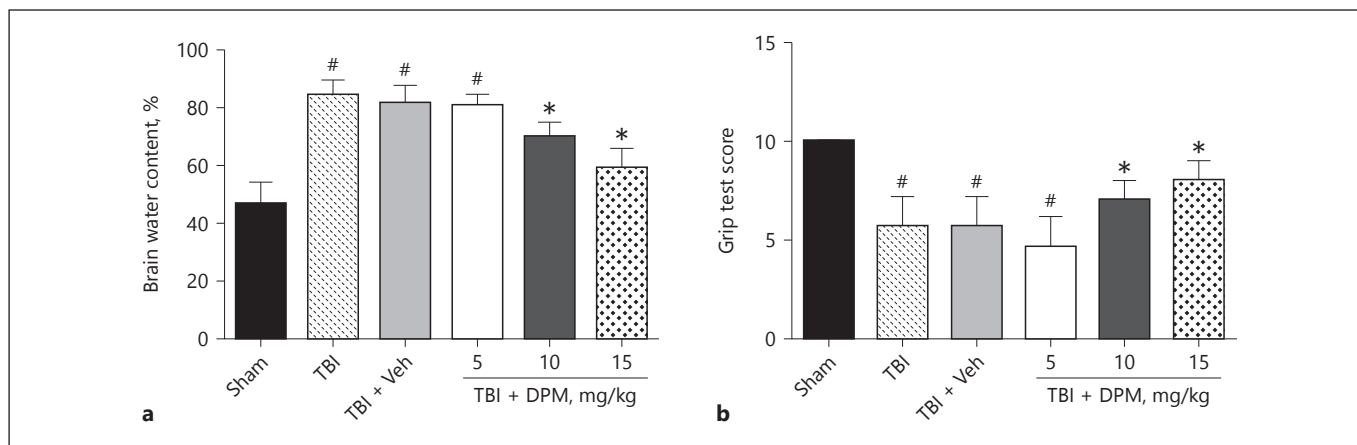 100
80
60
40
20
0
Brain water content, %
#
#
#
*
*
Sham
TBI
TBI + Veh
5
10
15
TBI + DPM, mg/kg
a
15
10
5
0
Grip test score
#
#
#
*
*
Sham
TBI
TBI + Veh
5
10
15
TBI + DPM, mg/kg
b